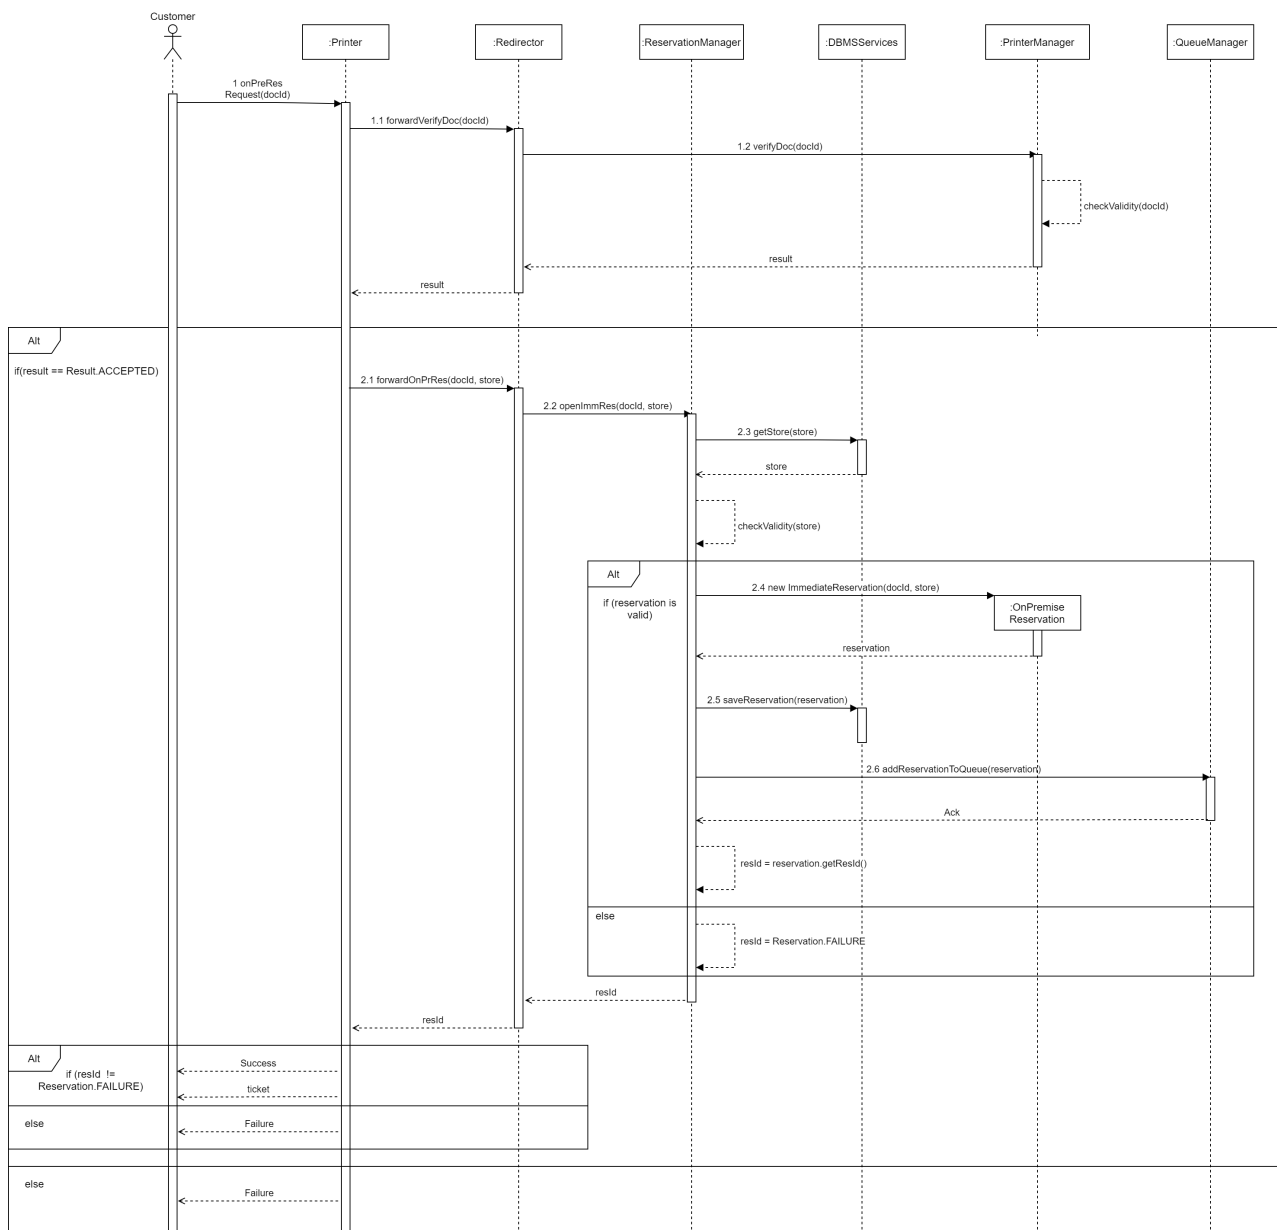 Customer
:Printer
:Redirector
:ReservationManager
:DBMSServices
:PrinterManager
:QueueManager
1 onPreRes
Request(docId)
1.1 forwardVerifyDoc(docId)
1.2 verifyDoc(docId)
checkValidity(docId)
result
result
Alt
if(result == Result.ACCEPTED)
2.1 forwardOnPrRes(docId, store)
2.2 openImmRes(docId, store)
2.3 getStore(store)
store
checkValidity(store)
Alt
if (reservation is
valid)
2.4 new ImmediateReservation(docId, store)
:OnPremise
Reservation
reservation
2.5 saveReservation(reservation)
2.6 addReservationToQueue(reservation)
Ack
resId = reservation.getResId()
else
resId = Reservation.FAILURE
resId
resId
Alt
if (resId != 
Reservation.FAILURE)
Success
ticket
else
Failure
else
Failure